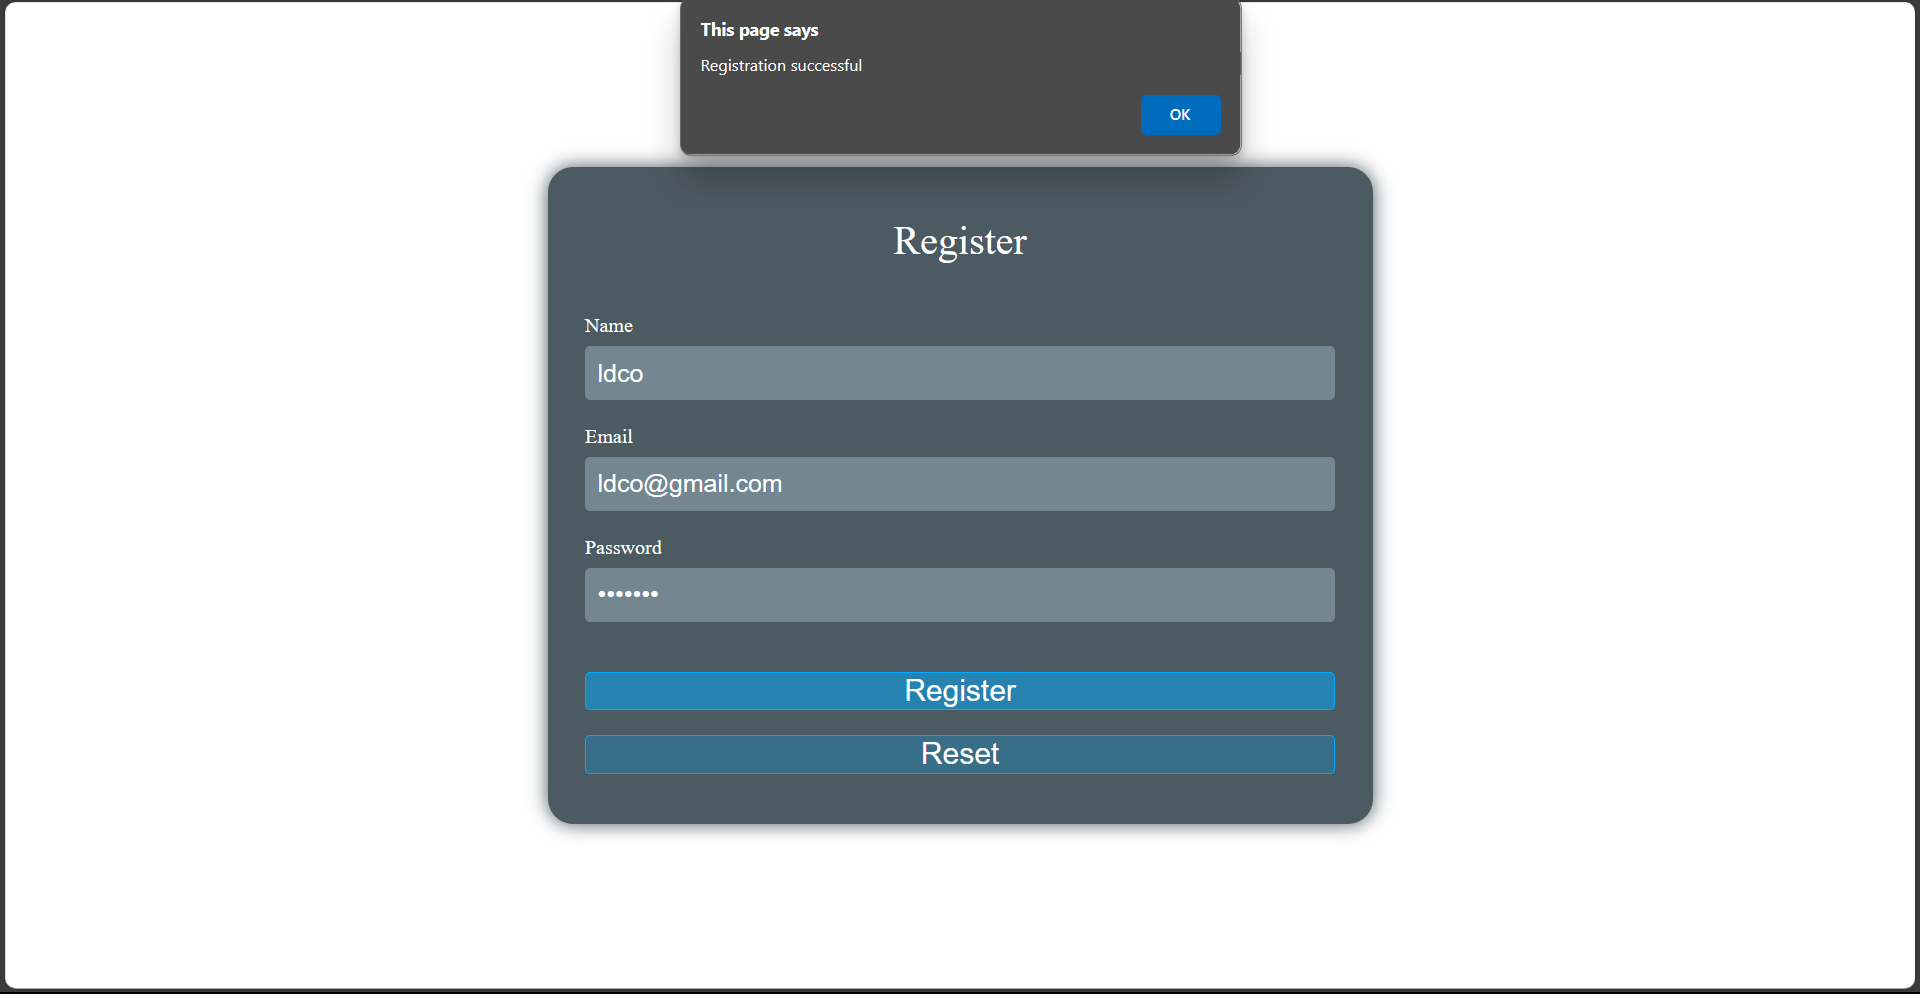 This page says
Registration successful
OK
Register
Name
ldco
Email
ldco@gmail.com
Password
•••••••
Register
Reset